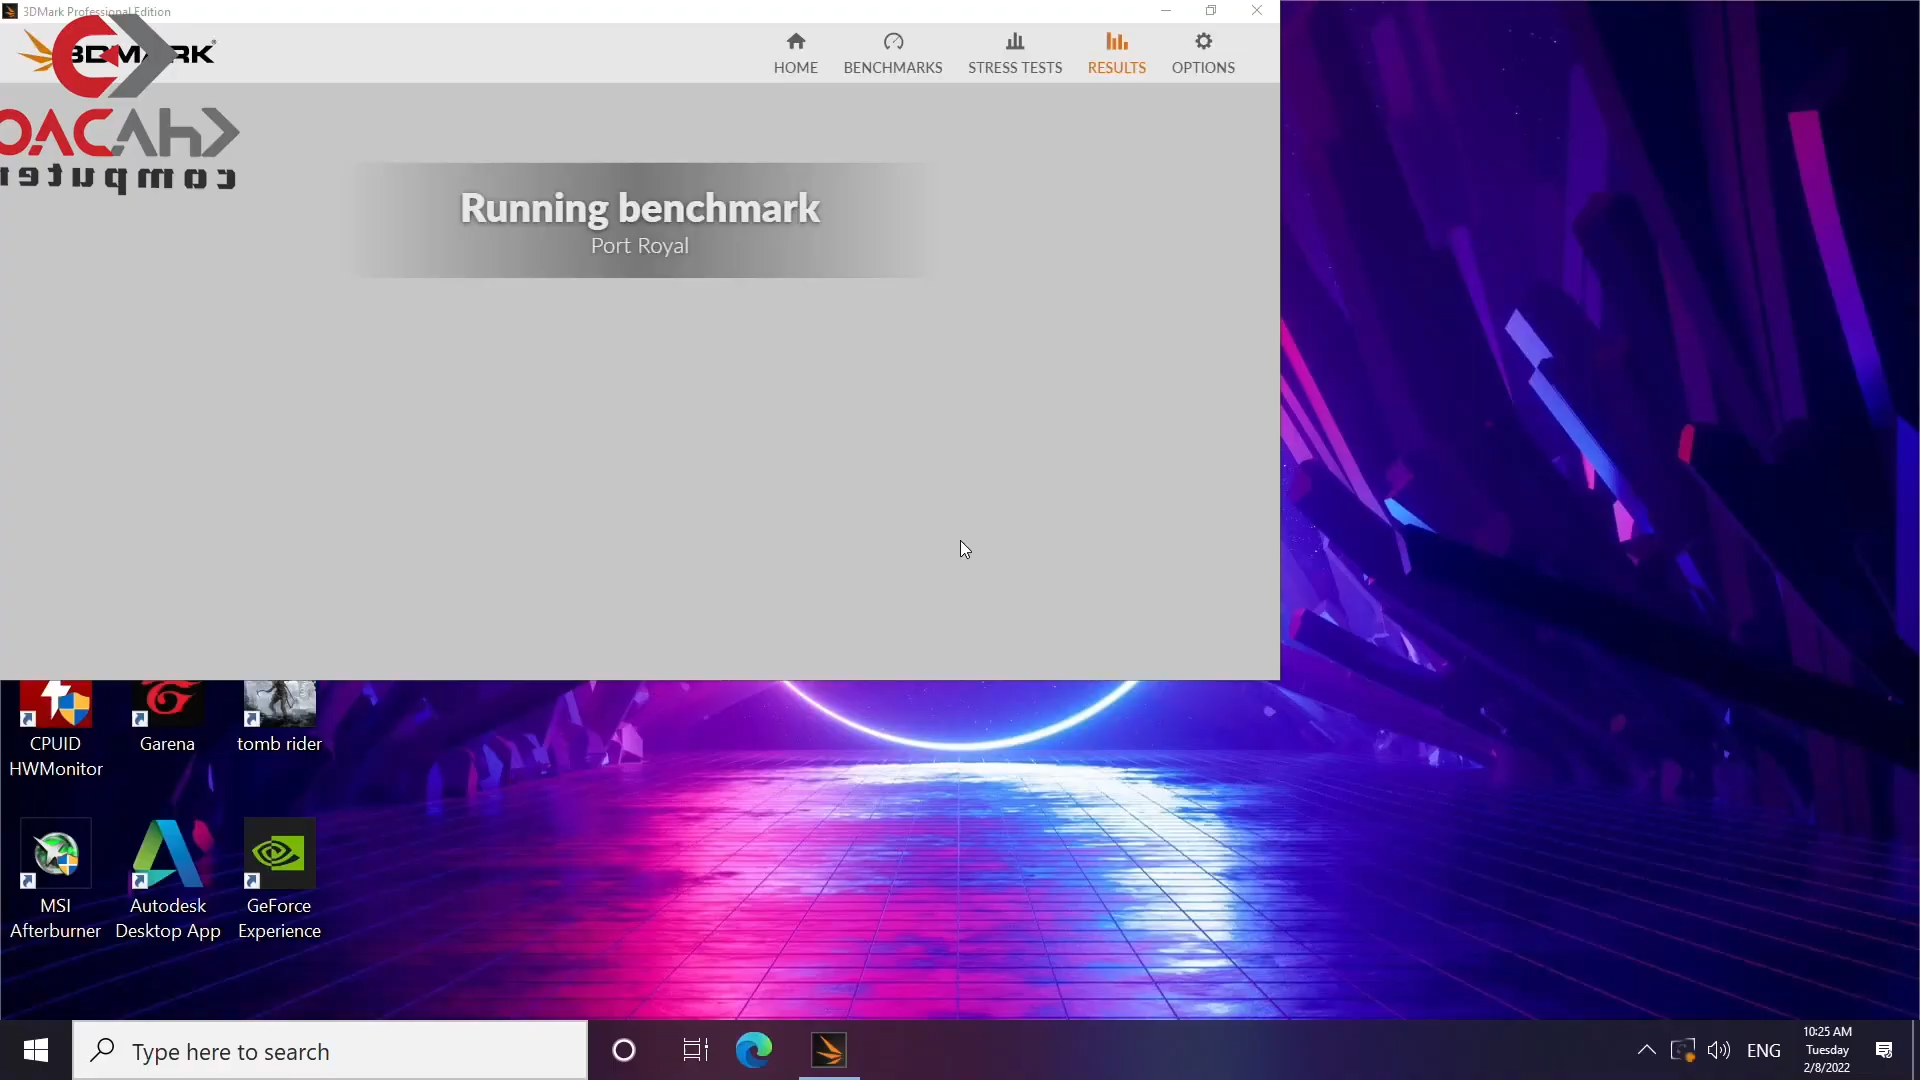 3DMark Professional Edition
3DMARK
HOME
BENCHMARKS
STRESS TESTS
RESULTS
OPTIONS
Running benchmark
Port Royal
CPUID
HWMonitor
Garena
tomb rider
MSI
Afterburner
Autodesk
Desktop App
GeForce
Experience
Type here to search
ENG
10:25 AM
Tuesday
2/8/2022